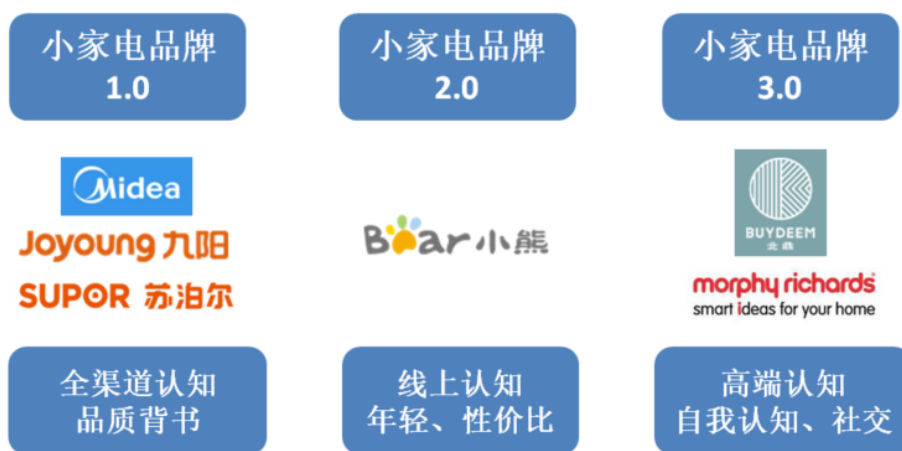 小家电品牌
1.0
小家电品牌
2.0
小家电品牌
3.0
Midea
Joyoung 九阳
SUPOR 苏泊尔
Bear 小熊
BUYDEEM
北鼎
morphy richards
smart ideas for your home
全渠道认知
品质背书
线上认知
年轻、性价比
高端认知
自我认知、社交